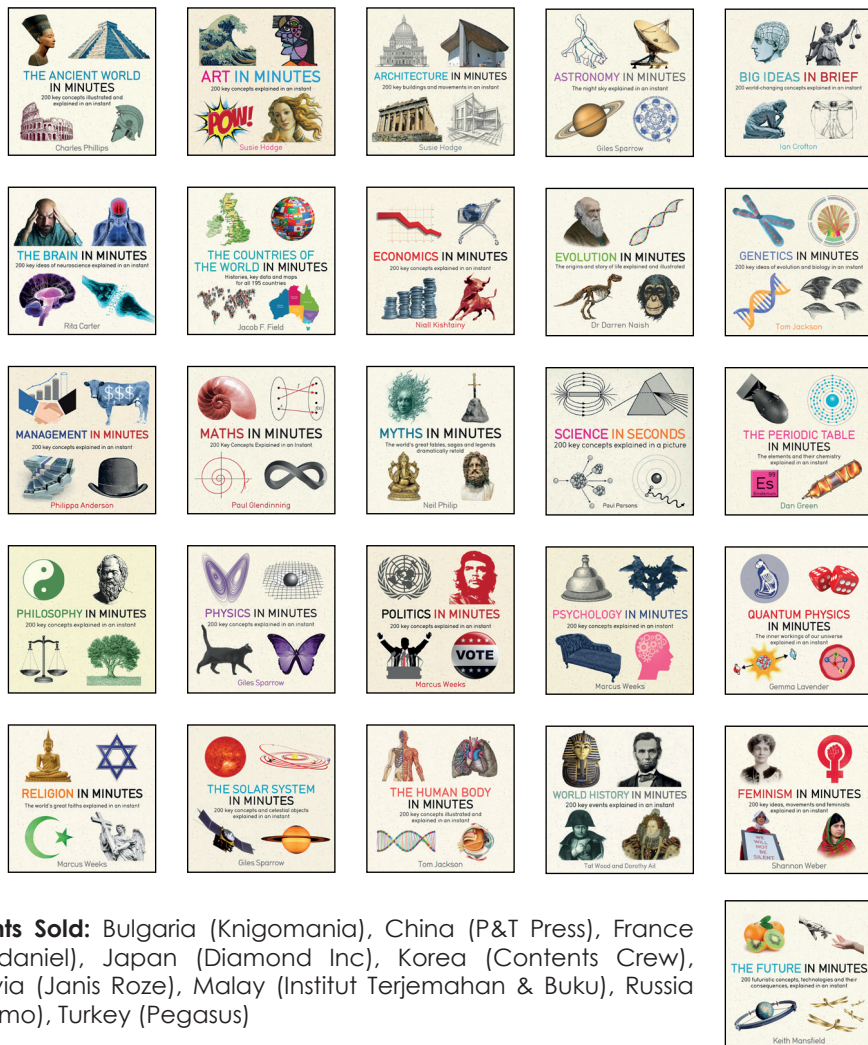 THE ANCIENT WORLD
IN MINUTES
200 key concepts illustrated and
explained in an instant
Charles Phillips
ART IN MINUTES
200 key concepts explained in an instant
POW!
Susie Hodge
ARCHITECTURE IN MINUTES
200 key buildings and movements explained in an instant
Susie Hodge
ASTRONOMY IN MINUTES
The night sky explained in an instant
Giles Sparrow
BIG IDEAS IN BRIEF
200 world-changing concepts explained in an instant
Ian Crofton
THE BRAIN IN MINUTES
200 key ideas of neuroscience explained in an instant
Rita Carter
THE COUNTRIES OF
THE WORLD IN MINUTES
Histories, key data and maps
for all 195 countries
Jacob F. Field
ECONOMICS IN MINUTES
200 key concepts explained in an instant
Niall Kishtainy
EVOLUTION IN MINUTES
The origins and story of life explained and illustrated
Dr Darren Naish
GENETICS IN MINUTES
200 key ideas of evolution and biology in an instant
Tom Jackson
$$$
MANAGEMENT IN MINUTES
200 key concepts explained in an instant
Philippa Anderson
MATHS IN MINUTES
200 Key Concepts Explained in an Instant
Paul Glendinning
MYTHS IN MINUTES
The world's great fables, sagas and legends
dramatically retold
Neil Philip
SCIENCE IN SECONDS
200 key concepts explained in a picture
Paul Parsons
THE PERIODIC TABLE
IN MINUTES
The elements and their chemistry
explained in an instant
99
Es
Einsteinium
Dan Green
PHILOSOPHY IN MINUTES
200 key concepts explained in an instant
PHYSICS IN MINUTES
200 key concepts explained in an instant
Giles Sparrow
POLITICS IN MINUTES
200 key concepts explained in an instant
VOTE
Marcus Weeks
PSYCHOLOGY IN MINUTES
200 key concepts explained in an instant
Marcus Weeks
QUANTUM PHYSICS
IN MINUTES
The inner workings of our universe
explained in an instant
Gemma Lavender
RELIGION IN MINUTES
The world's great faiths explained in an instant
Marcus Weeks
THE SOLAR SYSTEM
IN MINUTES
200 key concepts and celestial objects
explained in an instant
Giles Sparrow
THE HUMAN BODY
IN MINUTES
200 key concepts illustrated and
explained in an instant
Tom Jackson
WORLD HISTORY IN MINUTES
200 key events explained in an instant
Tat Wood and Dorothy Ail
FEMINISM IN MINUTES
200 key ideas, movements and feminists
explained in an instant
WE
WILL
NOT
BE
SILENT
Shannon Weber
nts Sold: Bulgaria (Knigomania), China (P&T Press), France
daniel), Japan (Diamond Inc), Korea (Contents Crew),
via (Janis Roze), Malay (Institut Terjemahan & Buku), Russia
mo), Turkey (Pegasus)
THE FUTURE IN MINUTES
200 futuristic concepts, technologies and their
consequences, explained in an instant
Keith Mansfield